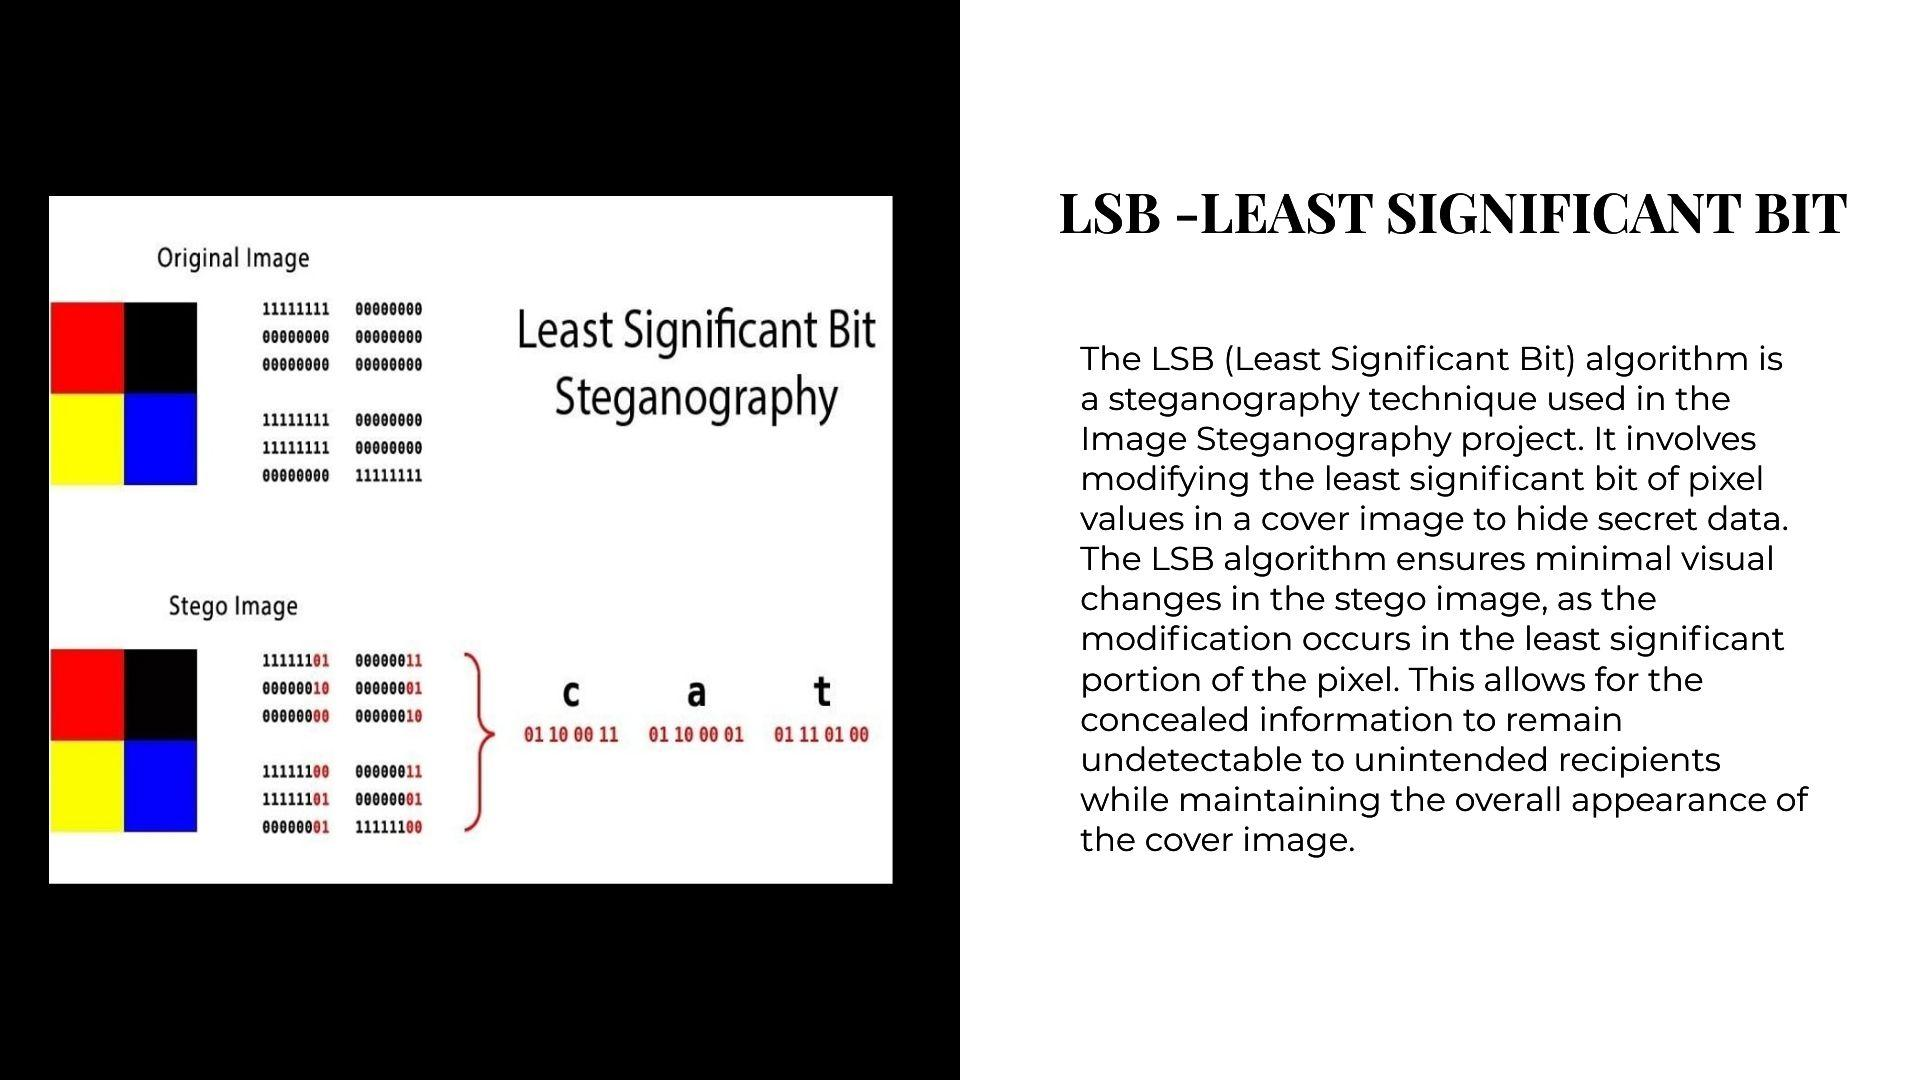 Original Image
11111111 00000000
00000000 00000000
00000000 00000000
11111111 00000000
11111111 00000000
00000000 11111111
Least Significant Bit
Steganography
Stego Image
11111101 00000011
00000010 00000001
00000000 00000010
11111100 00000011
11111101 00000001
00000001 11111100
c a t
01 10 00 11 01 10 00 01 01 11 01 00
LSB -LEAST SIGNIFICANT BIT
The LSB (Least Significant Bit) algorithm is
a steganography technique used in the
Image Steganography project. It involves
modifying the least significant bit of pixel
values in a cover image to hide secret data.
The LSB algorithm ensures minimal visual
changes in the stego image, as the
modification occurs in the least significant
portion of the pixel. This allows for the
concealed information to remain
undetectable to unintended recipients
while maintaining the overall appearance of
the cover image.